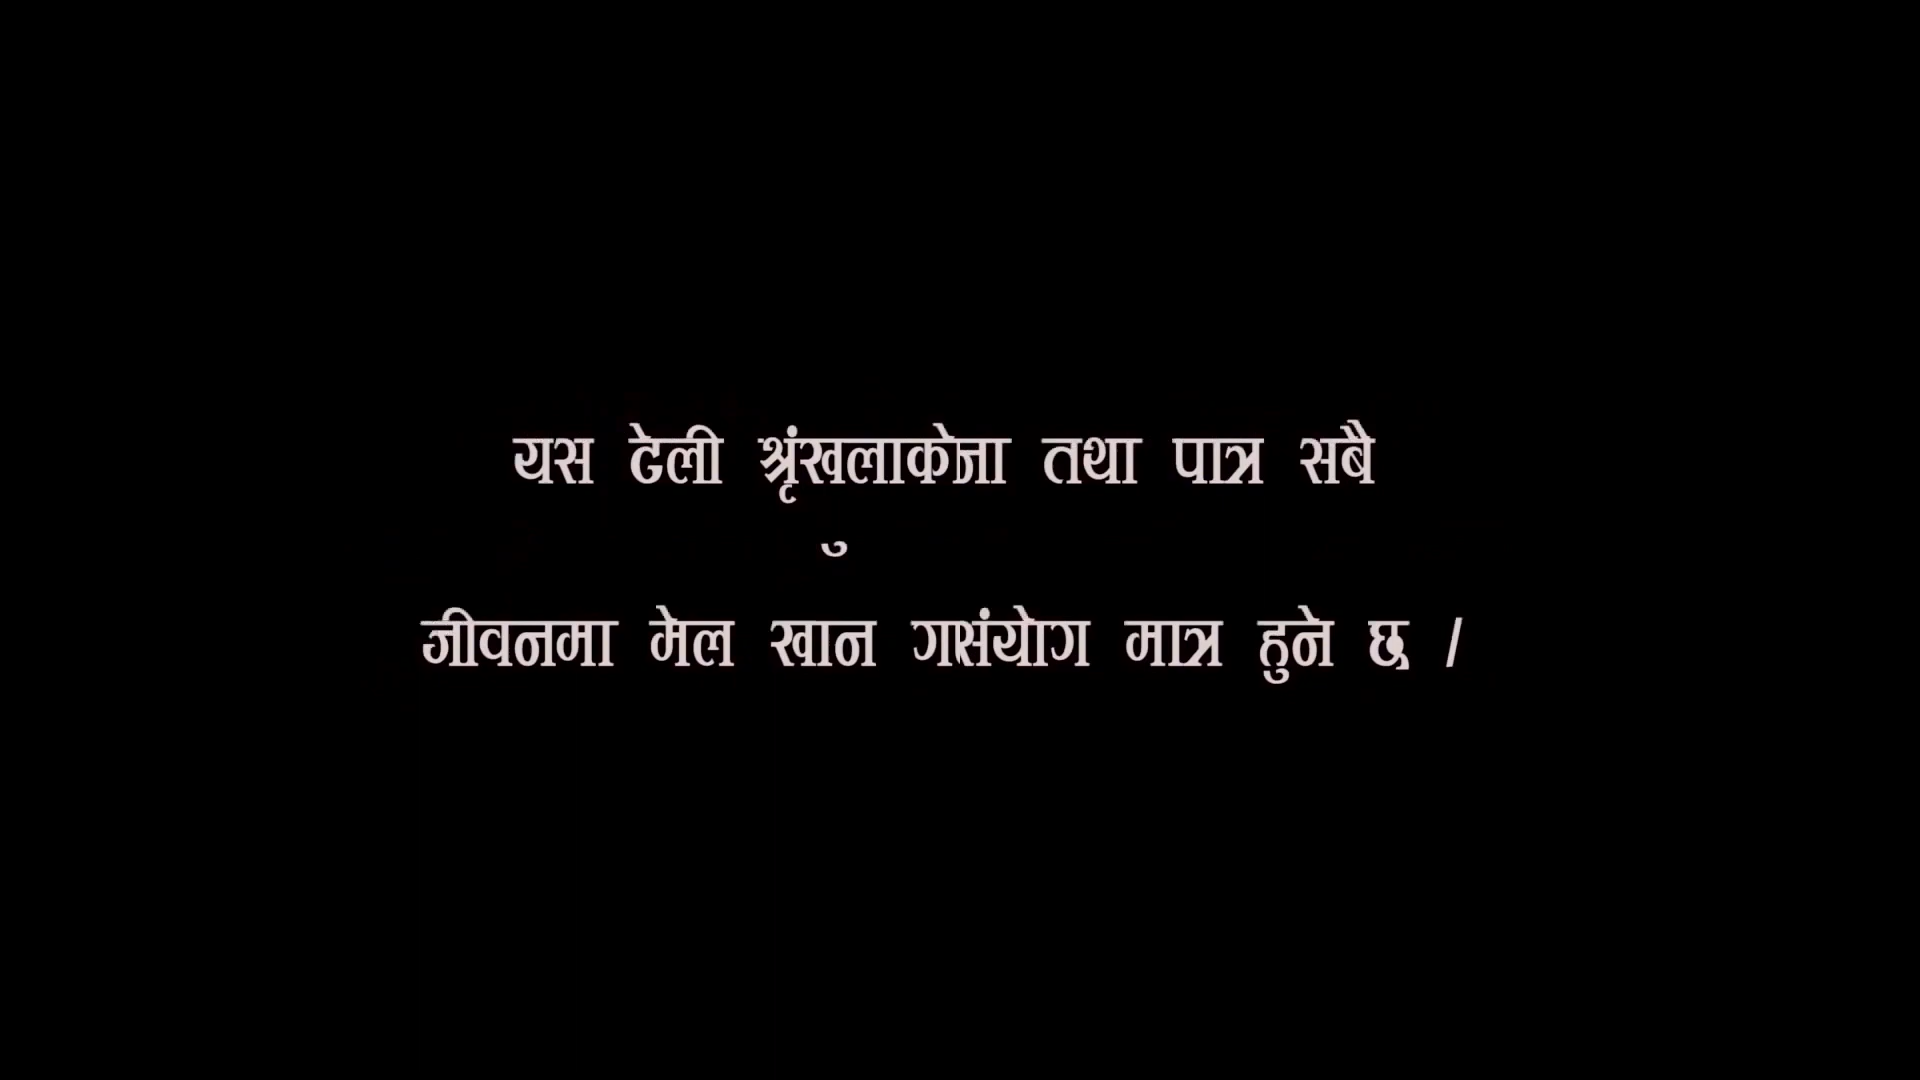 यस टेली श्रृंखलाकेजा तथा पात्र सबै
जीवनमा मेल खान गसंयोग मात्र हुने छ /